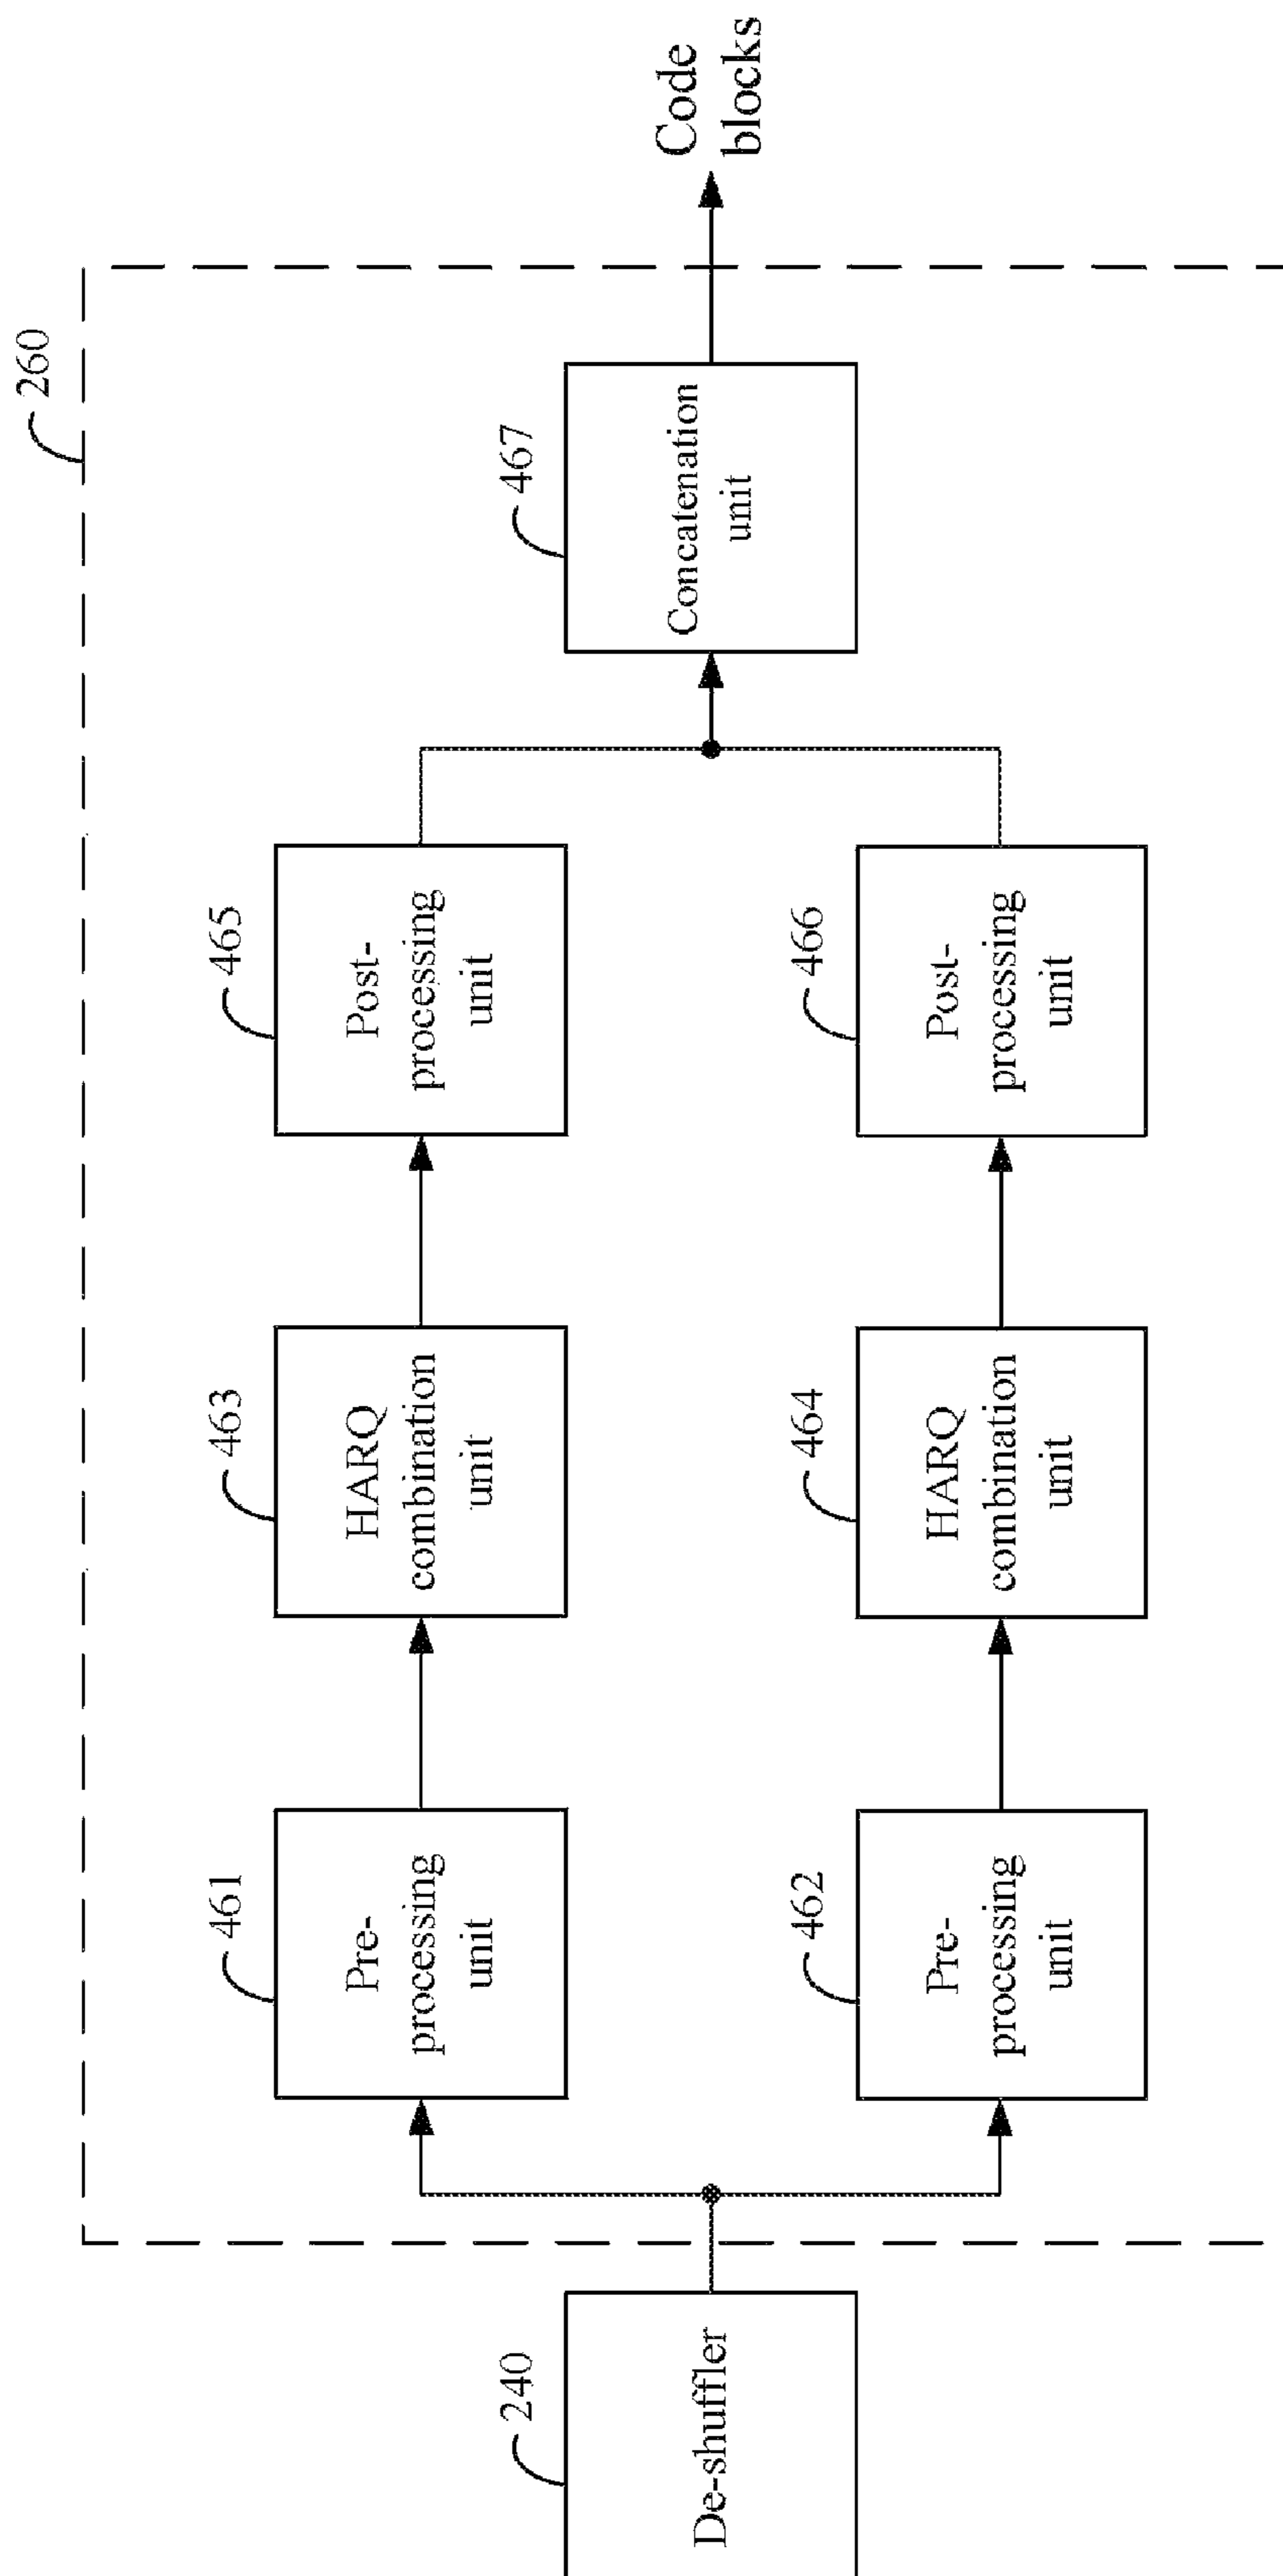 260
240
De-shuffler
461
Pre-
processing
unit
463
HARQ
combination
unit
465
Post-
processing
unit
462
Pre-
processing
unit
464
HARQ
combination
unit
466
Post-
processing
unit
467
Concatenation
unit
Code
blocks